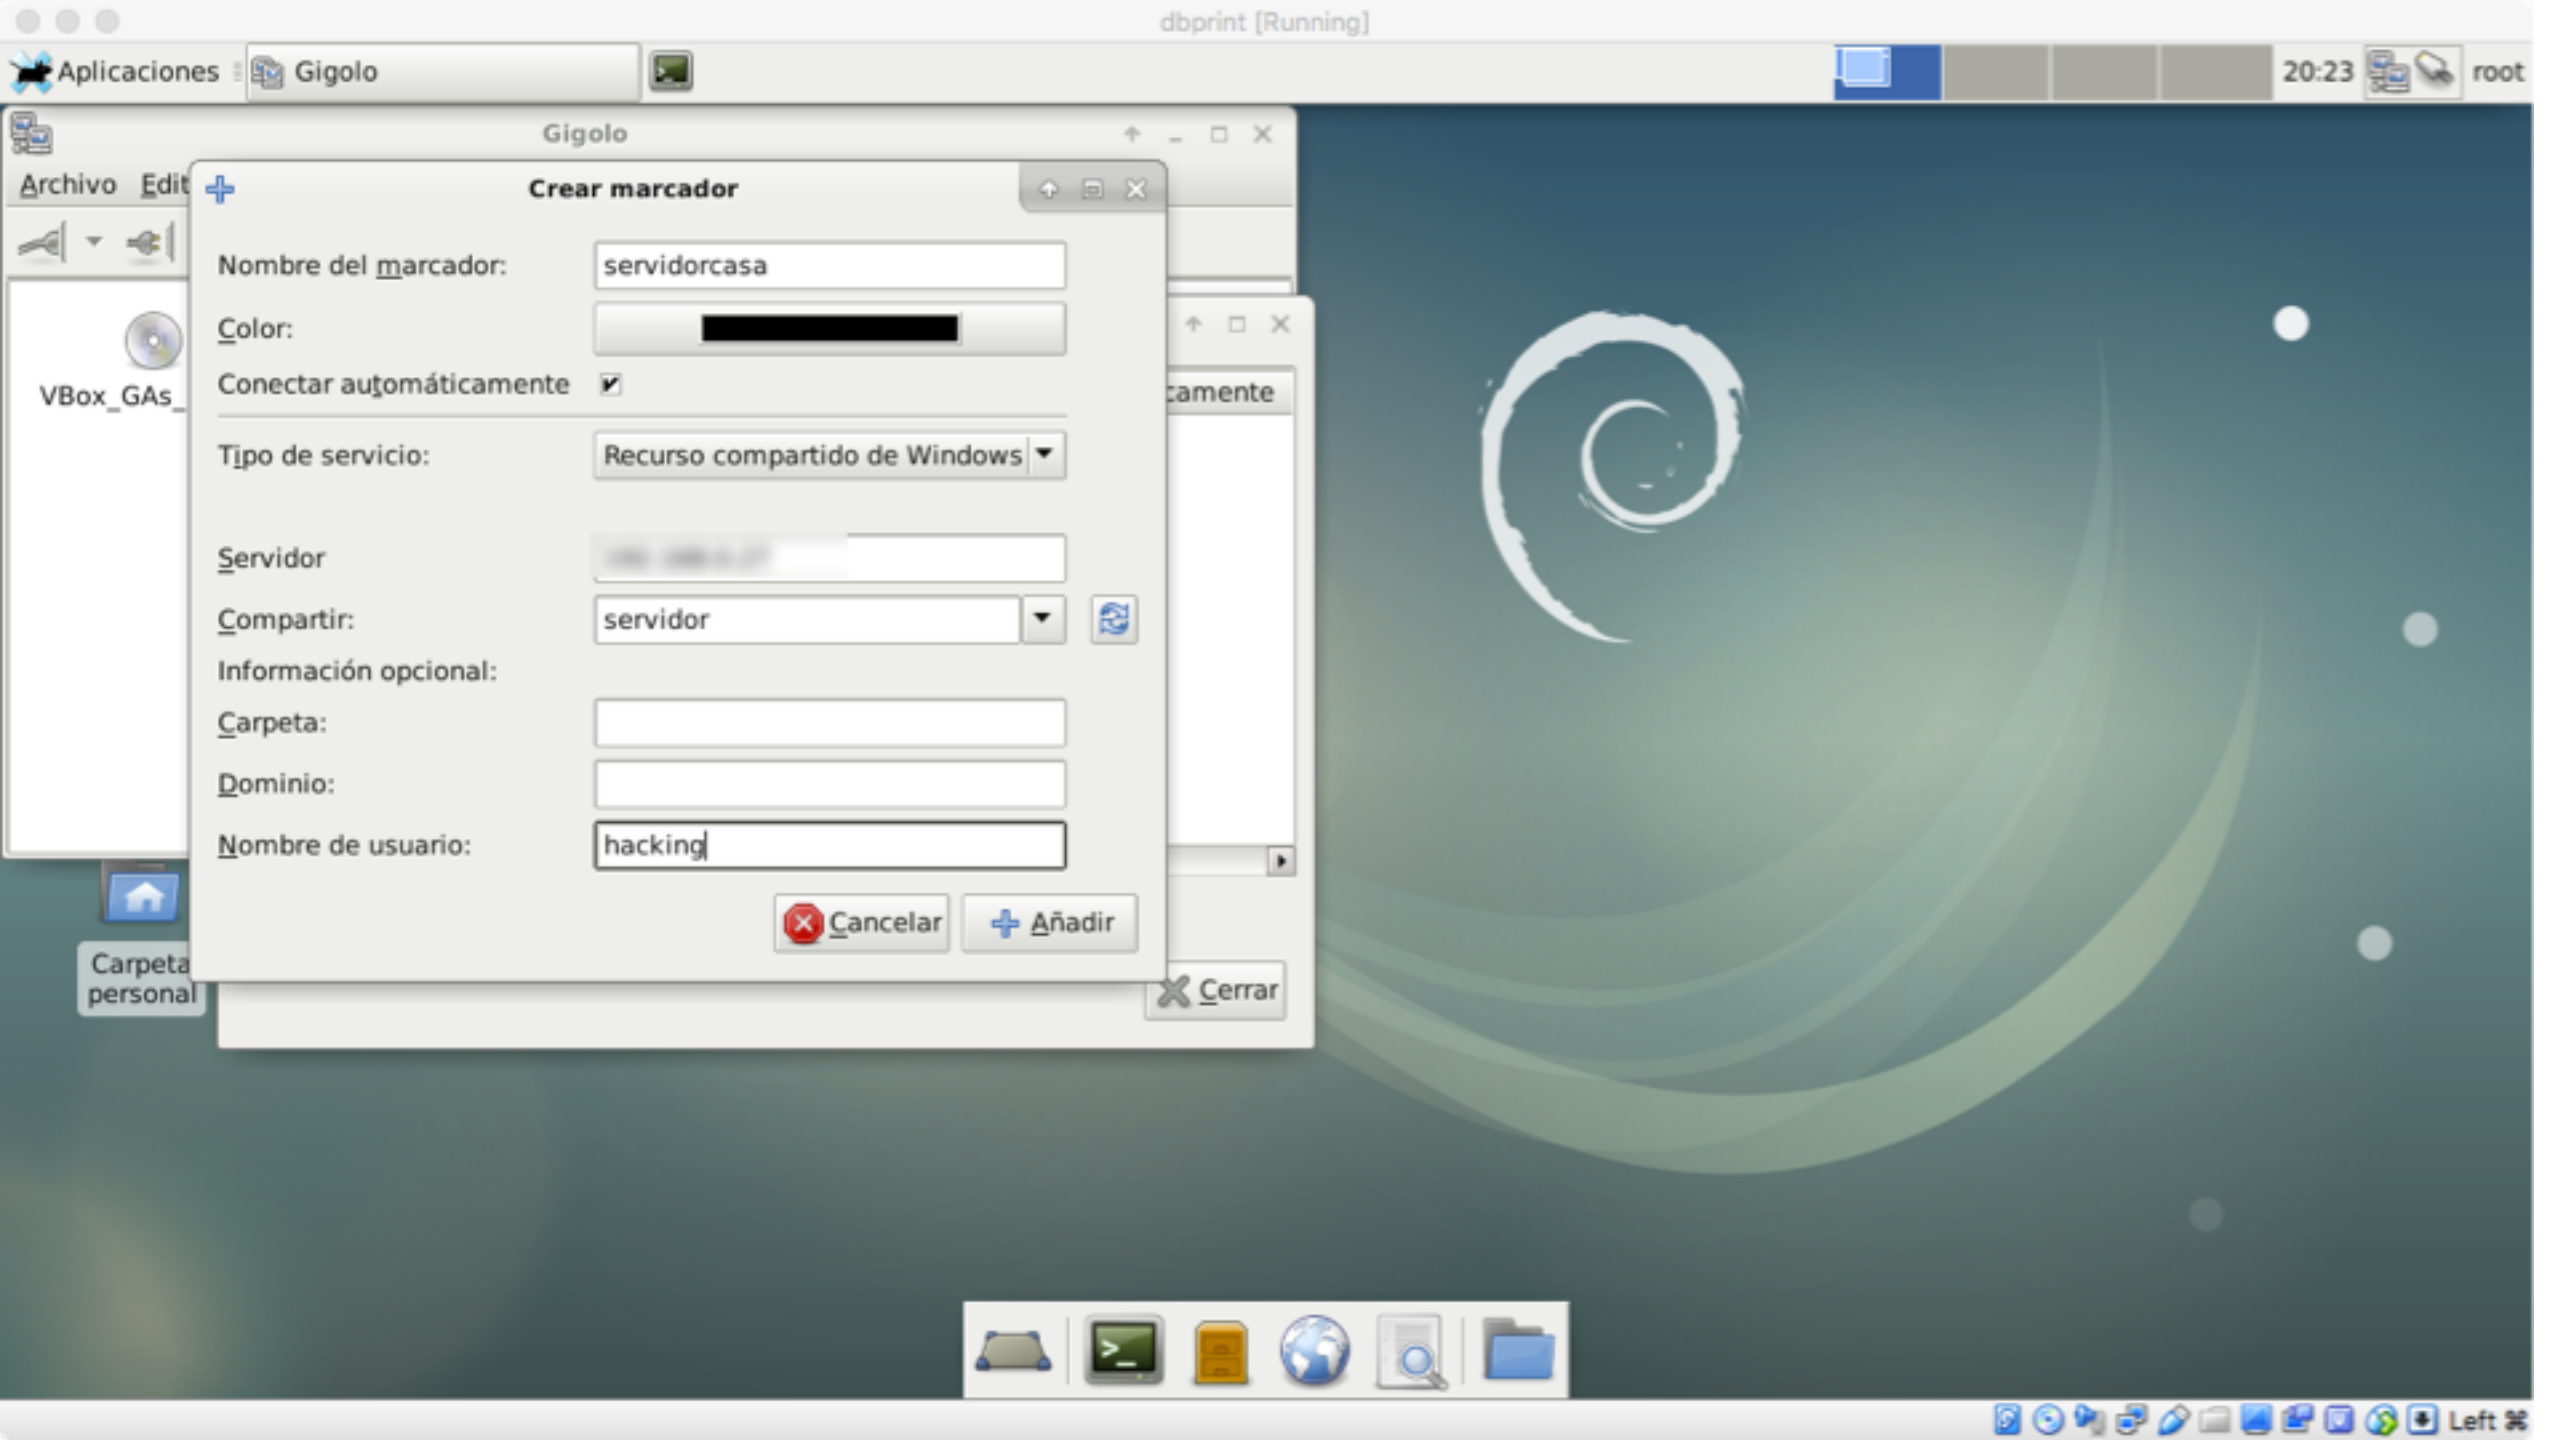 dbprint [Running]
Aplicaciones
Gigolo
20:23
root
Gigolo
Archivo Edit
Crear marcador
Nombre del marcador: servidorcasa
Color:
Conectar automáticamente
camente
VBox_GAs_
Tipo de servicio: Recurso compartido de Windows
Servidor
Compartir: servidor
Información opcional:
Carpeta:
Dominio:
Nombre de usuario: hacking
Cancelar Añadir
Carpeta
personal
Cerrar
Left ⌘